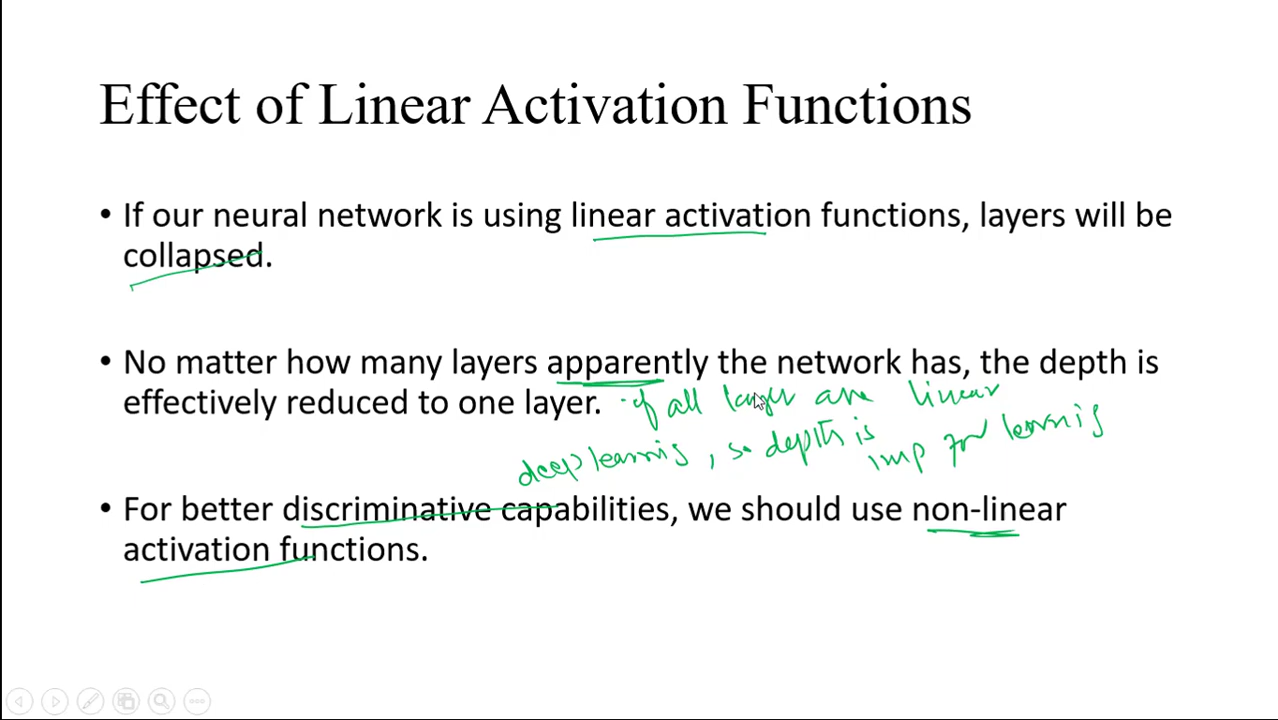 Effect of Linear Activation Functions
• If our neural network is using linear activation functions, layers will be
collapsed.
• No matter how many layers apparently the network has, the depth is
effectively reduced to one layer. if all layer are linear
deep learnis, so depth is imp for learnis
• For better discriminative capabilities, we should use non-linear
activation functions.